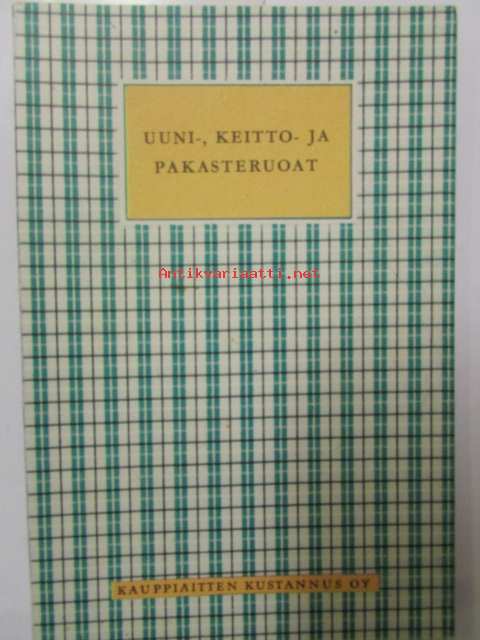 UUNI-, KEITTO- JA
PAKASTERUOAT
Antikvariaatti.net
KAUPPIAITTEN KUSTANNUS OY